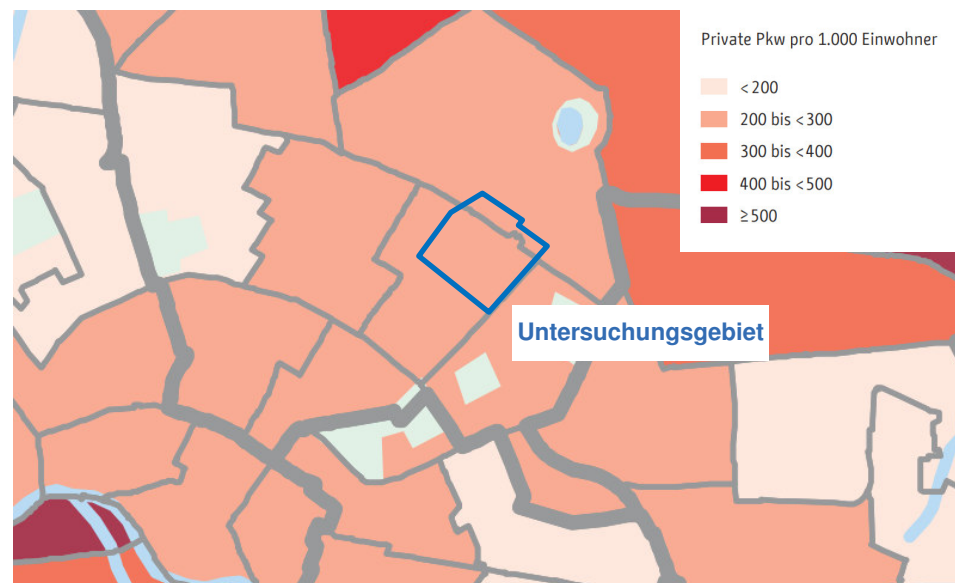 Private Pkw pro 1.000 Einwohner
< 200
200 bis < 300
300 bis < 400
400 bis < 500
≥ 500
Untersuchungsgebiet